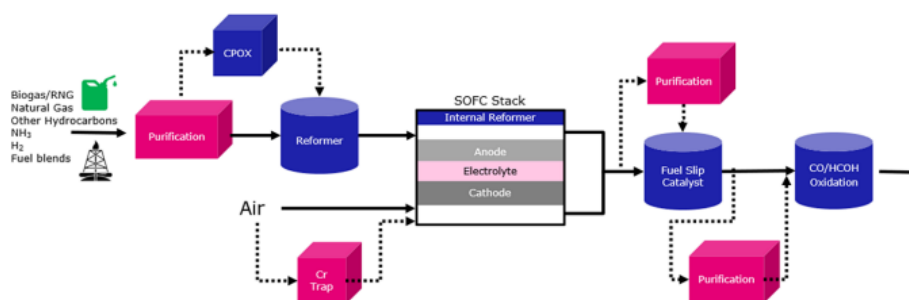 CPOX
Biogas/RNG
Natural Gas
Other Hydrocarbons
NH₃
H₂
Fuel blends
Purification
Reformer
SOFC Stack
Internal Reformer
Anode
Electrolyte
Cathode
Air
Cr
Trap
Purification
Fuel Slip
Catalyst
CO/HCOH
Oxidation
Purification